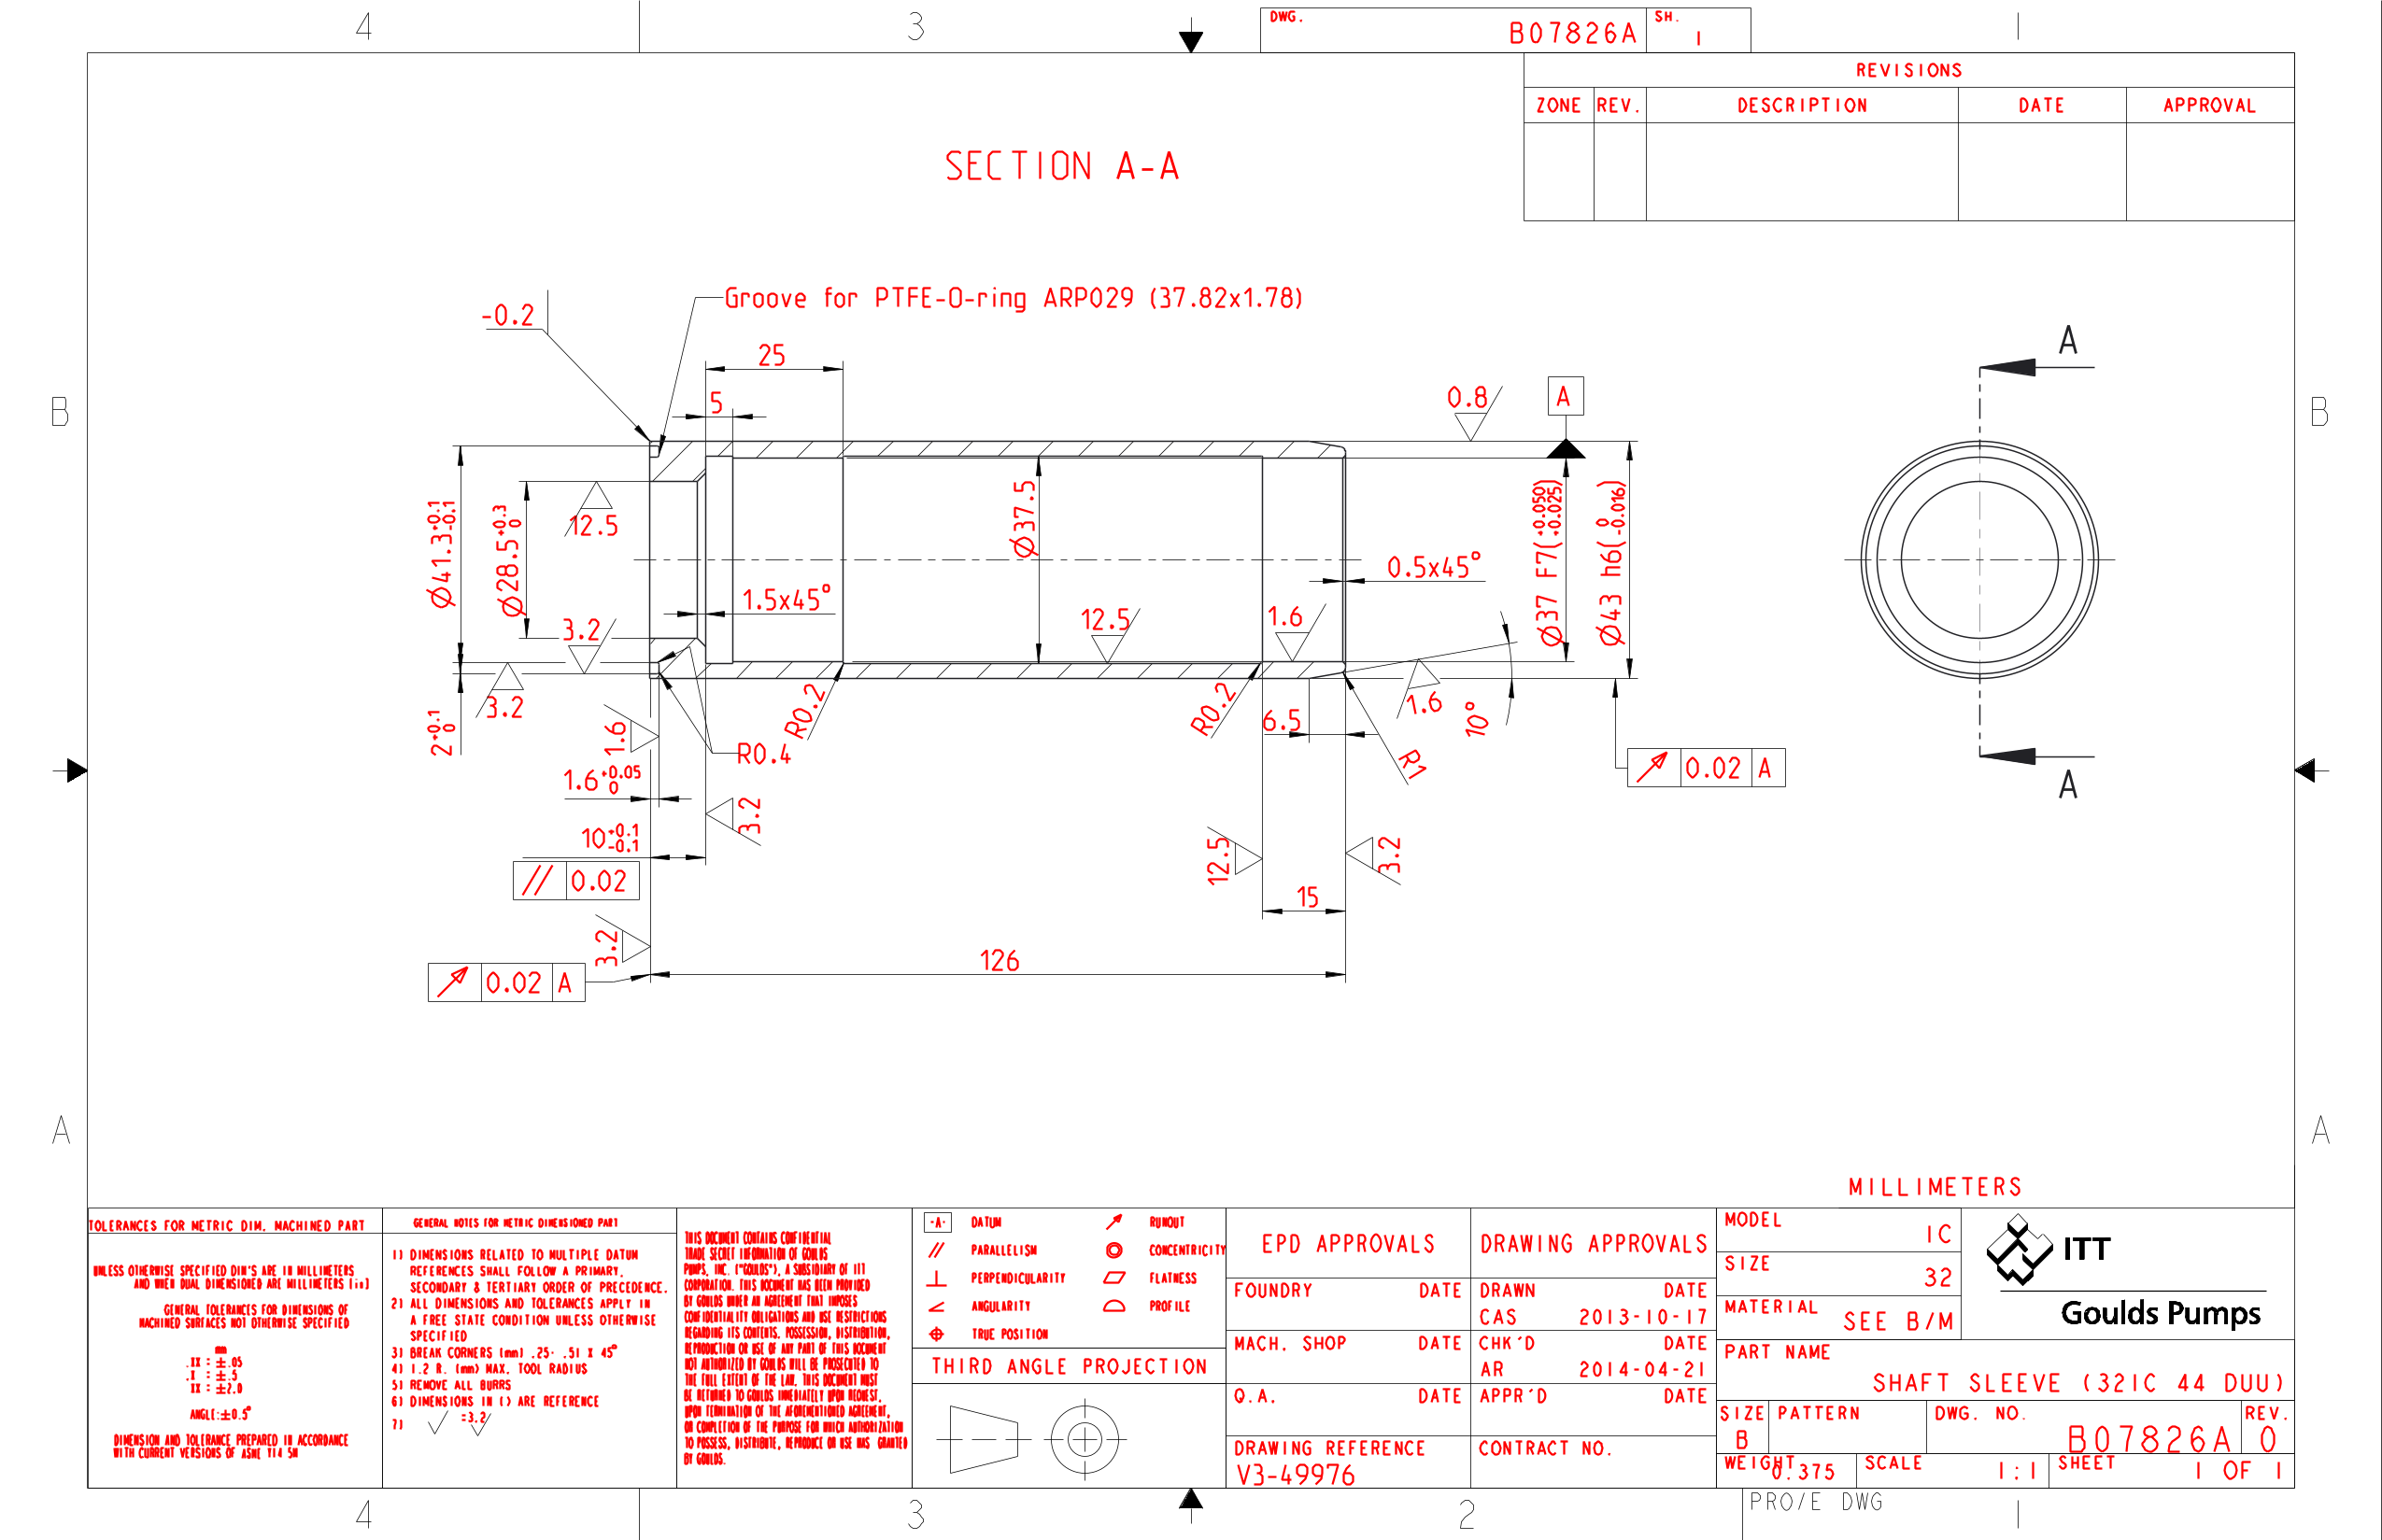 4
3
DWG.
B07826A
SH.
1
REVISIONS
ZONE REV. DESCRIPTION DATE APPROVAL
SECTION A-A
Groove for PTFE-O-ring ARP029 (37.82x1.78)
-0.2
25
5
0.8
A
A
B
B
Ø41.3+0.1 -0.1
Ø28.5+0.3 0
12.5
Ø37.5
Ø37 F7(+0.050 +0.025)
Ø43 h6( 0 -0.016)
0.5x45°
1.5x45°
3.2
12.5
1.6
3.2
2+0.1 0
1.6
R0.4
R0.2
R0.2
6.5
R1
1.6
10°
0.02 A
A
1.6+0.05 0
3.2
10+0.1 -0.1
// 0.02
12.5
3.2
15
3.2
126
0.02 A
A
A
MILLIMETERS
TOLERANCES FOR METRIC DIM. MACHINED PART
UNLESS OTHERWISE SPECIFIED DIM'S ARE IN MILLIMETERS
AND WHEN DUAL DIMENSIONED ARE MILLIMETERS [in]
GENERAL TOLERANCES FOR DIMENSIONS OF
MACHINED SURFACES NOT OTHERWISE SPECIFIED
mm
.XX : ±.05
.X : ±.5
XX : ±2.0
ANGLE:±0.5°
DIMENSION AND TOLERANCE PREPARED IN ACCORDANCE
WITH CURRENT VERSIONS OF ASME Y14 5M
GENERAL NOTES FOR METRIC DIMENSIONED PART
1) DIMENSIONS RELATED TO MULTIPLE DATUM
REFERENCES SHALL FOLLOW A PRIMARY,
SECONDARY & TERTIARY ORDER OF PRECEDENCE.
2) ALL DIMENSIONS AND TOLERANCES APPLY IN
A FREE STATE CONDITION UNLESS OTHERWISE
SPECIFIED
3) BREAK CORNERS (mm) .25- .51 X 45°
4) 1.2 R. (mm) MAX. TOOL RADIUS
5) REMOVE ALL BURRS
6) DIMENSIONS IN () ARE REFERENCE
7) √ =3.2√
THIS DOCUMENT CONTAINS CONFIDENTIAL
TRADE SECRET INFORMATION OF GOULDS
PUMPS, INC. ("GOULDS"), A SUBSIDIARY OF ITT
CORPORATION. THIS DOCUMENT HAS BEEN PROVIDED
BY GOULDS UNDER AN AGREEMENT THAT IMPOSES
CONFIDENTIALITY OBLIGATIONS AND USE RESTRICTIONS
REGARDING ITS CONTENTS. POSSESSION, DISTRIBUTION,
REPRODUCTION OR USE OF ANY PART OF THIS DOCUMENT
NOT AUTHORIZED BY GOULDS WILL BE PROSECUTED TO
THE FULL EXTENT OF THE LAW. THIS DOCUMENT MUST
BE RETURNED TO GOULDS IMMEDIATELY UPON REQUEST,
UPON TERMINATION OF THE AFOREMENTIONED AGREEMENT,
OR COMPLETION OF THE PURPOSE FOR WHICH AUTHORIZATION
TO POSSESS, DISTRIBUTE, REPRODUCE OR USE WAS GRANTED
BY GOULDS.
-A- DATUM
RUNOUT
// PARALLELISM
CONCENTRICITY
PERPENDICULARITY
FLATNESS
ANGULARITY
PROFILE
TRUE POSITION
THIRD ANGLE PROJECTION
EPD APPROVALS
DRAWING APPROVALS
FOUNDRY DATE
DRAWN DATE
CAS 2013-10-17
MACH. SHOP DATE
CHK'D DATE
AR 2014-04-21
Q.A. DATE
APPR'D DATE
DRAWING REFERENCE
V3-49976
CONTRACT NO.
MODEL
IC
SIZE
32
MATERIAL
SEE B/M
ITT
Goulds Pumps
PART NAME
SHAFT SLEEVE (32IC 44 DUU)
SIZE
B
PATTERN
DWG. NO.
B07826A
REV.
0
WEIGHT
0.375
SCALE
1:1
SHEET
1 OF 1
4
3
2
PRO/E DWG